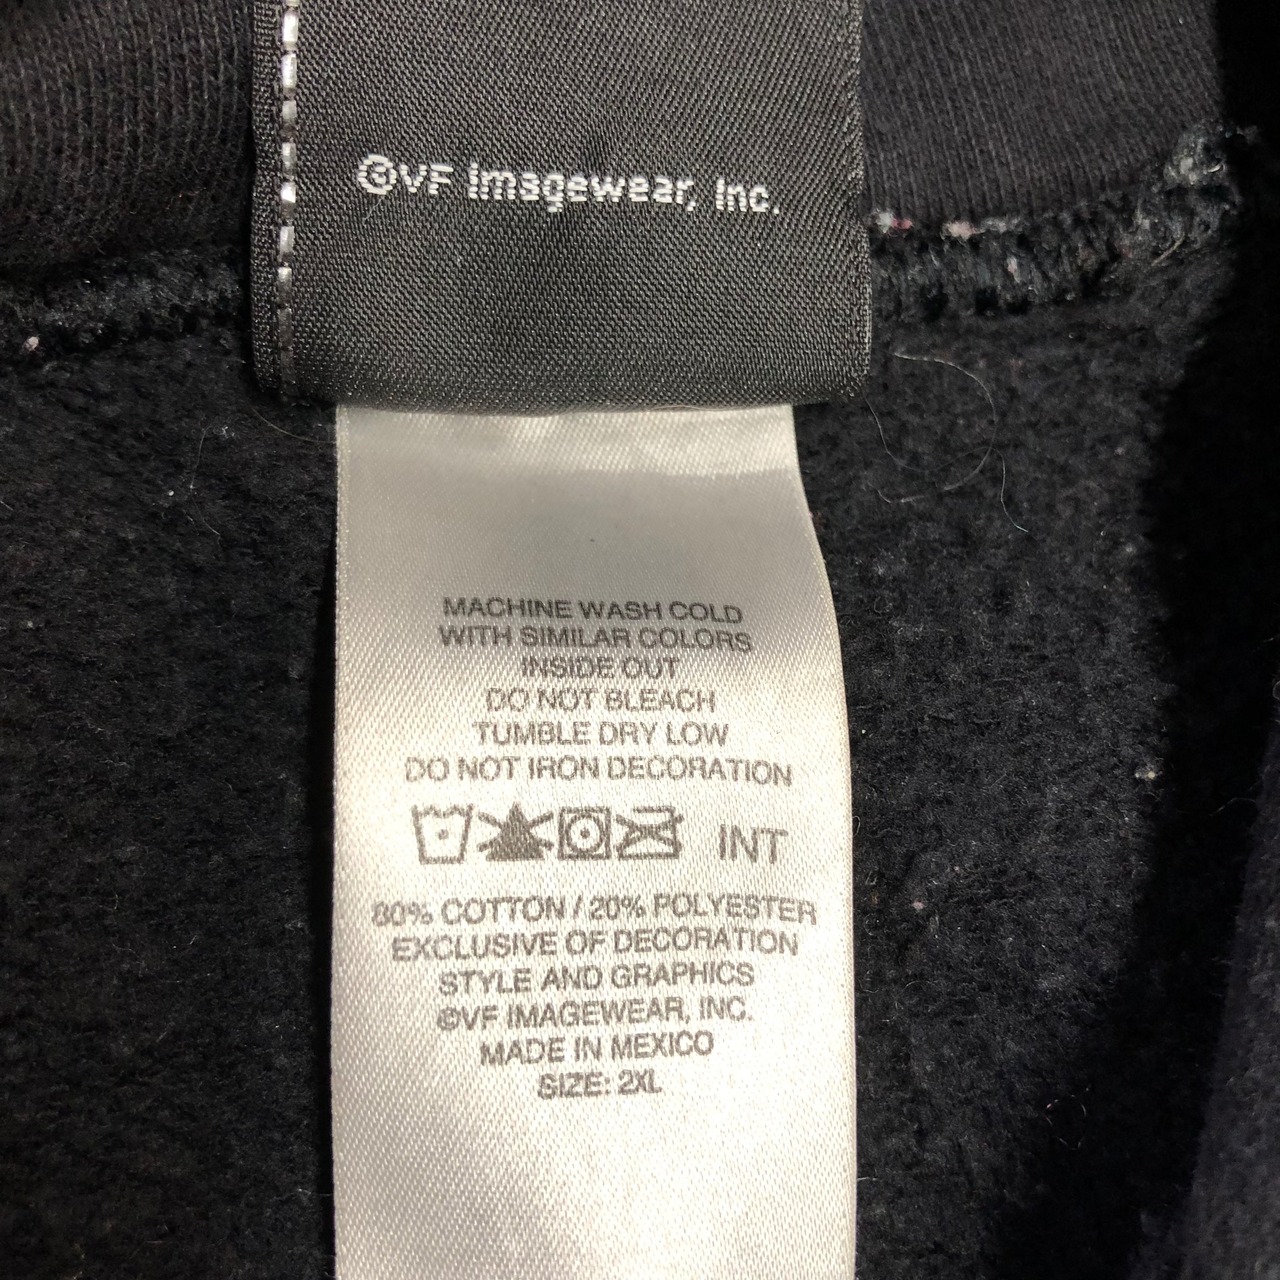 ©VF Imagewear, Inc.
MACHINE WASH COLD
WITH SIMILAR COLORS
INSIDE OUT
DO NOT BLEACH
TUMBLE DRY LOW
DO NOT IRON DECORATION
INT
80% COTTON / 20% POLYESTER
EXCLUSIVE OF DECORATION
STYLE AND GRAPHICS
©VF IMAGEWEAR, INC.
MADE IN MEXICO
SIZE: 2XL